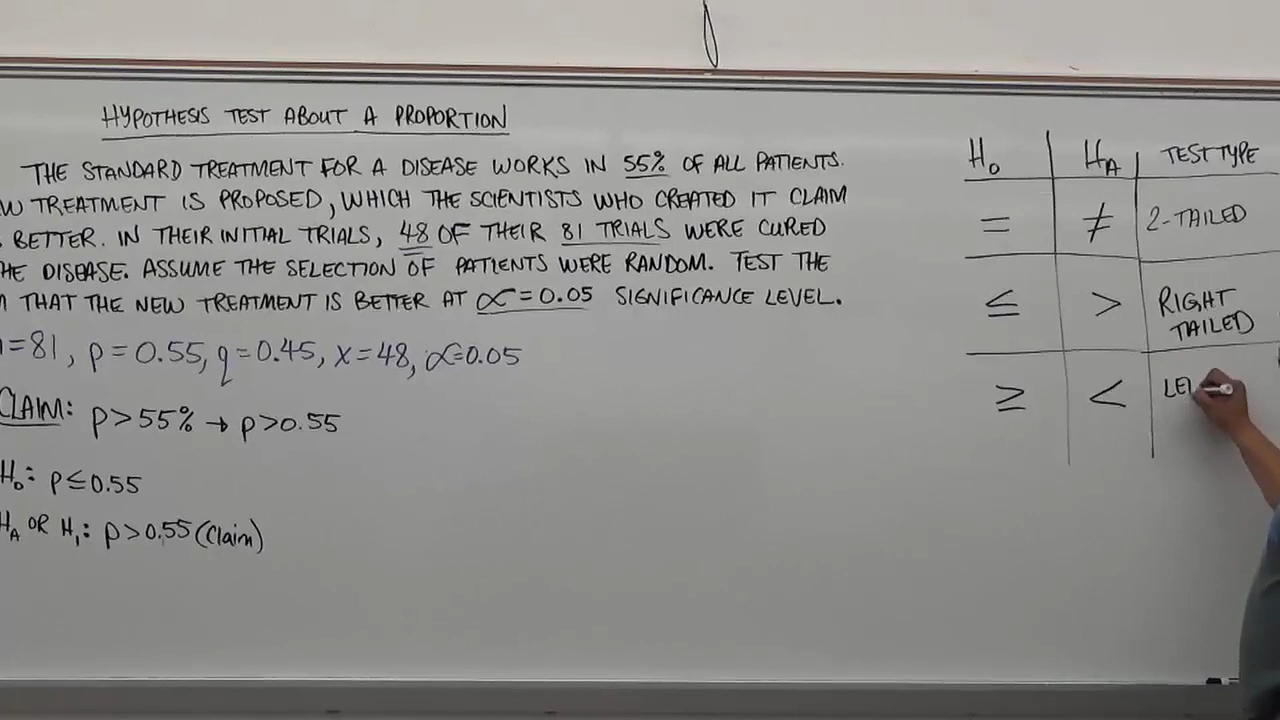 HYPOTHESIS TEST ABOUT A PROPORTION
THE STANDARD TREATMENT FOR A DISEASE WORKS IN 55% OF ALL PATIENTS.
TREATMENT IS PROPOSED, WHICH THE SCIENTISTS WHO CREATED IT CLAIM
BETTER. IN THEIR INITIAL TRIALS, 48 OF THEIR 81 TRIALS WERE CURED
HE DISEASE. ASSUME THE SELECTION OF PATIENTS WERE RANDOM. TEST THE
THAT THE NEW TREATMENT IS BETTER AT α=0.05 SIGNIFICANCE LEVEL.
=81, p=0.55, q=0.45, x=48, α=0.05
CLAIM: p>55% → p>0.55
H₀: p≤0.55
H_A OR H₁: p>0.55 (Claim)
H₀ H_A TEST TYPE
= ≠ 2-TAILED
≤ > RIGHT
TAILED
≥ < LE